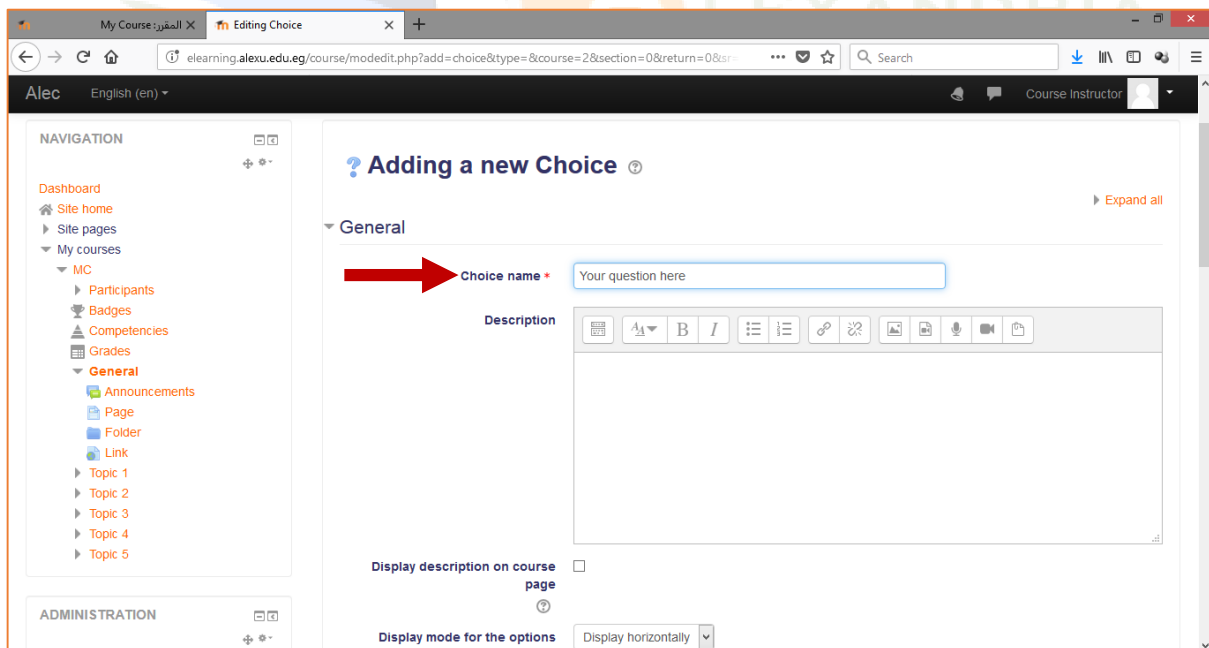 My Course: المقرر
Editing Choice
elearning.alexu.edu.eg/course/modedit.php?add=choice&type=&course=2&section=0&return=0&sr
Search
Alec
English (en)
Course Instructor
NAVIGATION
Dashboard
Site home
Site pages
My courses
MC
Participants
Badges
Competencies
Grades
General
Announcements
Page
Folder
Link
Topic 1
Topic 2
Topic 3
Topic 4
Topic 5
ADMINISTRATION
Adding a new Choice
Expand all
General
Choice name *
Your question here
Description
Display description on course
page
Display mode for the options
Display horizontally